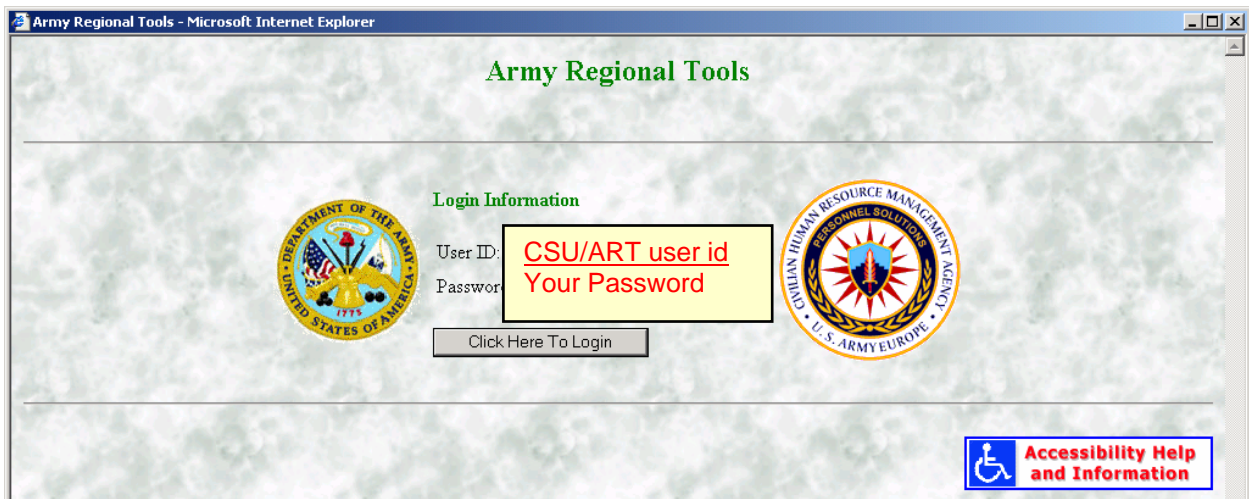 Army Regional Tools - Microsoft Internet Explorer
Army Regional Tools
Login Information
User ID:
CSU/ART user id
Passwor
Your Password
Click Here To Login
DEPARTMENT OF THE ARMY
UNITED STATES OF AMERICA
1775
CIVILIAN HUMAN RESOURCE MANAGEMENT AGENCY
PERSONNEL SOLUTIONS
U.S. ARMY EUROPE
Accessibility Help
and Information